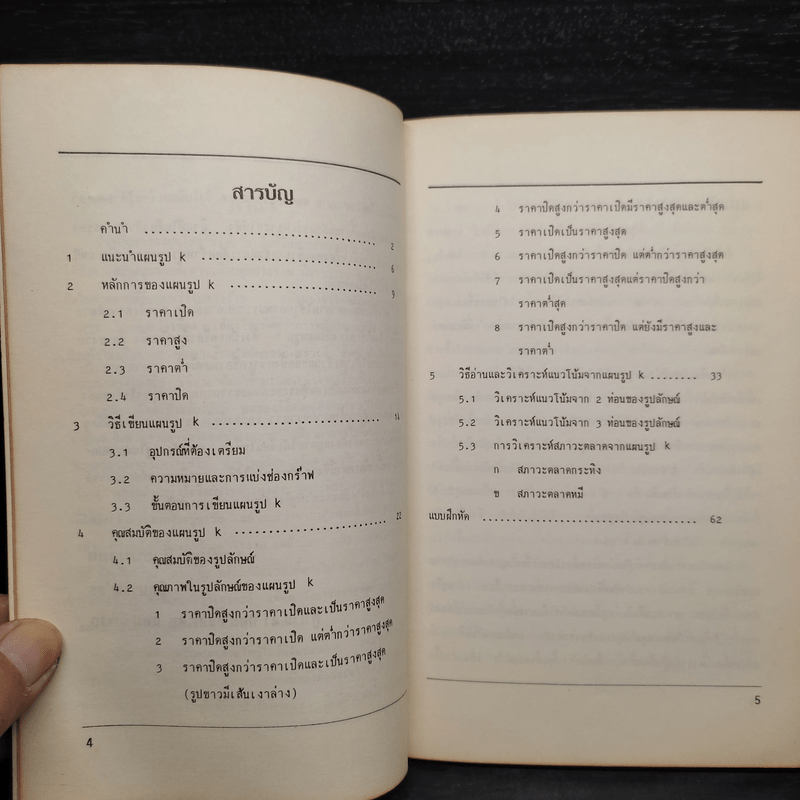 สารบัญ
คำนำ ........................................ 2
1 แนะนำแผนรูป k ........................ 6
2 หลักการของแผนรูป k ........................ 9
2.1 ราคาเปิด
2.2 ราคาสูง
2.3 ราคาต่ำ
2.4 ราคาปิด
3 วิธีเขียนแผนรูป k ........................ 14
3.1 อุปกรณ์ที่ต้องเตรียม
3.2 ความหมายและการแบ่งช่องกร๊าฟ
3.3 ขั้นตอนการเขียนแผนรูป k
4 คุณสมบัติของแผนรูป k ........................ 22
4.1 คุณสมบัติของรูปลักษณ์
4.2 คุณภาพในรูปลักษณ์ของแผนรูป k
1 ราคาปิดสูงกว่าราคาเปิดและเป็นราคาสูงสุด
2 ราคาปิดสูงกว่าราคาเปิด แต่ต่ำกว่าราคาสูงสุด
3 ราคาปิดสูงกว่าราคาเปิดและเป็นราคาสูงสุด
(รูปขาวมีเส้นเงาล่าง)
4
4 ราคาปิดสูงกว่าราคาเปิดมีราคาสูงสุดและต่ำสุด
5 ราคาเปิดเป็นราคาสูงสุด
6 ราคาเปิดสูงกว่าราคาปิด แต่ต่ำกว่าราคาสูงสุด
7 ราคาเปิดเป็นราคาสูงสุดแต่ราคาปิดสูงกว่า
ราคาต่ำสุด
8 ราคาเปิดสูงกว่าราคาปิด แต่ยังมีราคาสูงและ
ราคาต่ำ
5 วิธีอ่านและวิเคราะห์แนวโน้มจากแผนรูป k ........ 33
5.1 วิเคราะห์แนวโน้มจาก 2 ท่อนของรูปลักษณ์
5.2 วิเคราะห์แนวโน้มจาก 3 ท่อนของรูปลักษณ์
5.3 การวิเคราะห์สภาวะตลาดจากแผนรูป k
ก สภาวะตลาดกระทิง
ข สภาวะตลาดหมี
แบบฝึกหัด ................................... 62
5